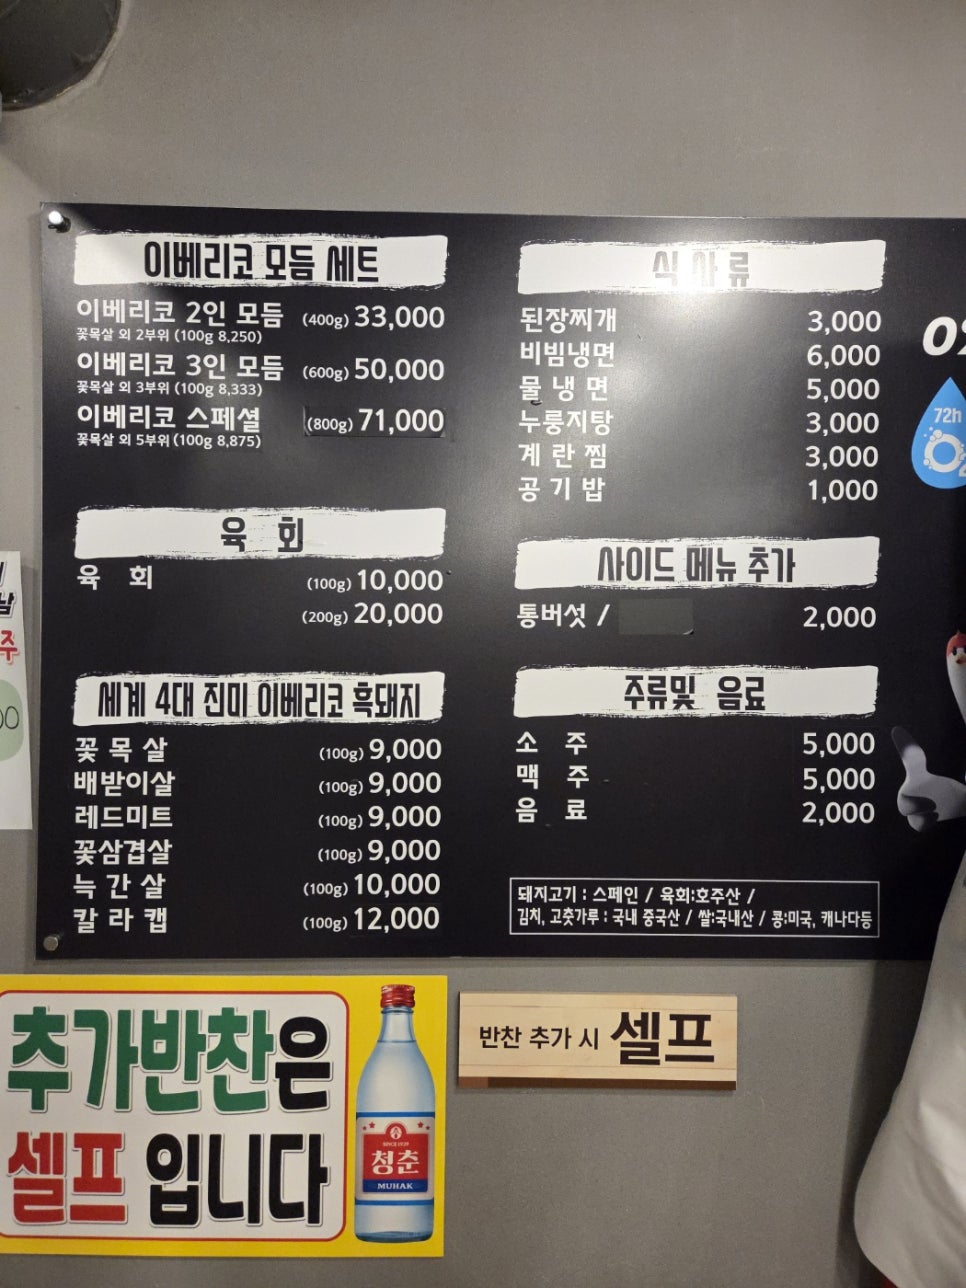 이베리코 모듬 세트
이베리코 2인 모듬 (400g) 33,000
꽃목살 외 2부위 (100g 8,250)
이베리코 3인 모듬 (600g) 50,000
꽃목살 외 3부위 (100g 8,333)
이베리코 스페셜 (800g) 71,000
꽃목살 외 5부위 (100g 8,875)
육 회
육 회 (100g) 10,000
(200g) 20,000
세계 4대 진미 이베리코 흑돼지
꽃 목 살 (100g) 9,000
배받이살 (100g) 9,000
레드미트 (100g) 9,000
꽃삼겹살 (100g) 9,000
늑 간 살 (100g) 10,000
칼 라 캡 (100g) 12,000
식 사 류
된장찌개 3,000
비빔냉면 6,000
물 냉 면 5,000
누룽지탕 3,000
계 란 찜 3,000
공 기 밥 1,000
사이드 메뉴 추가
통버섯 / 2,000
주류및 음료
소 주 5,000
맥 주 5,000
음 료 2,000
돼지고기 : 스페인 / 육회:호주산 /
김치, 고춧가루 : 국내 중국산 / 쌀:국내산 / 콩:미국, 캐나다등
72h
추가반찬은
셀프 입니다
SINCE 1929
청춘
MUHAK
반찬 추가 시 셀프